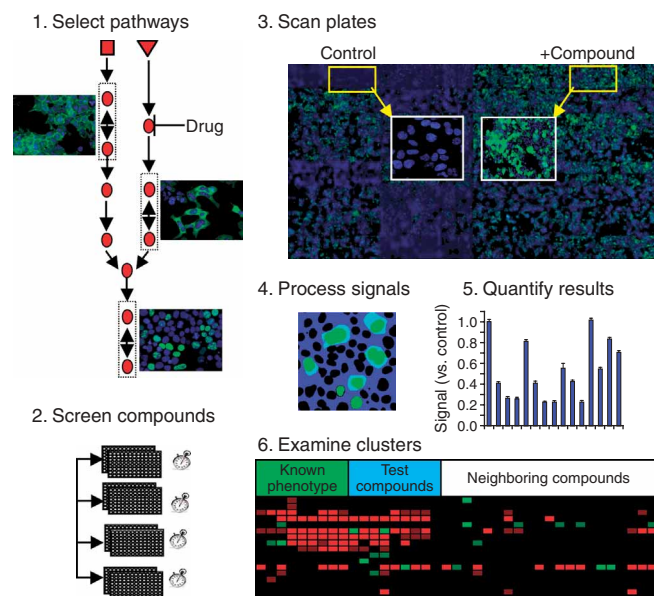 1. Select pathways
Drug
2. Screen compounds
3. Scan plates
Control
+Compound
4. Process signals
5. Quantify results
Signal (vs. control)
1.0
0.8
0.6
0.4
0.2
0.0
6. Examine clusters
Known
phenotype
Test
compounds
Neighboring compounds